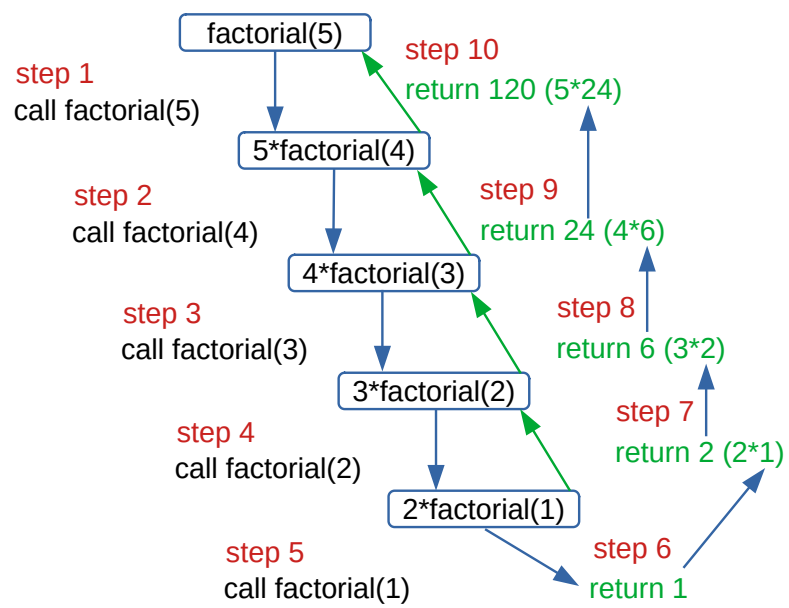 factorial(5)
step 10
return 120 (5*24)
step 1
call factorial(5)
5*factorial(4)
step 2
call factorial(4)
step 9
return 24 (4*6)
4*factorial(3)
step 3
call factorial(3)
step 8
return 6 (3*2)
3*factorial(2)
step 4
call factorial(2)
step 7
return 2 (2*1)
2*factorial(1)
step 5
call factorial(1)
step 6
return 1